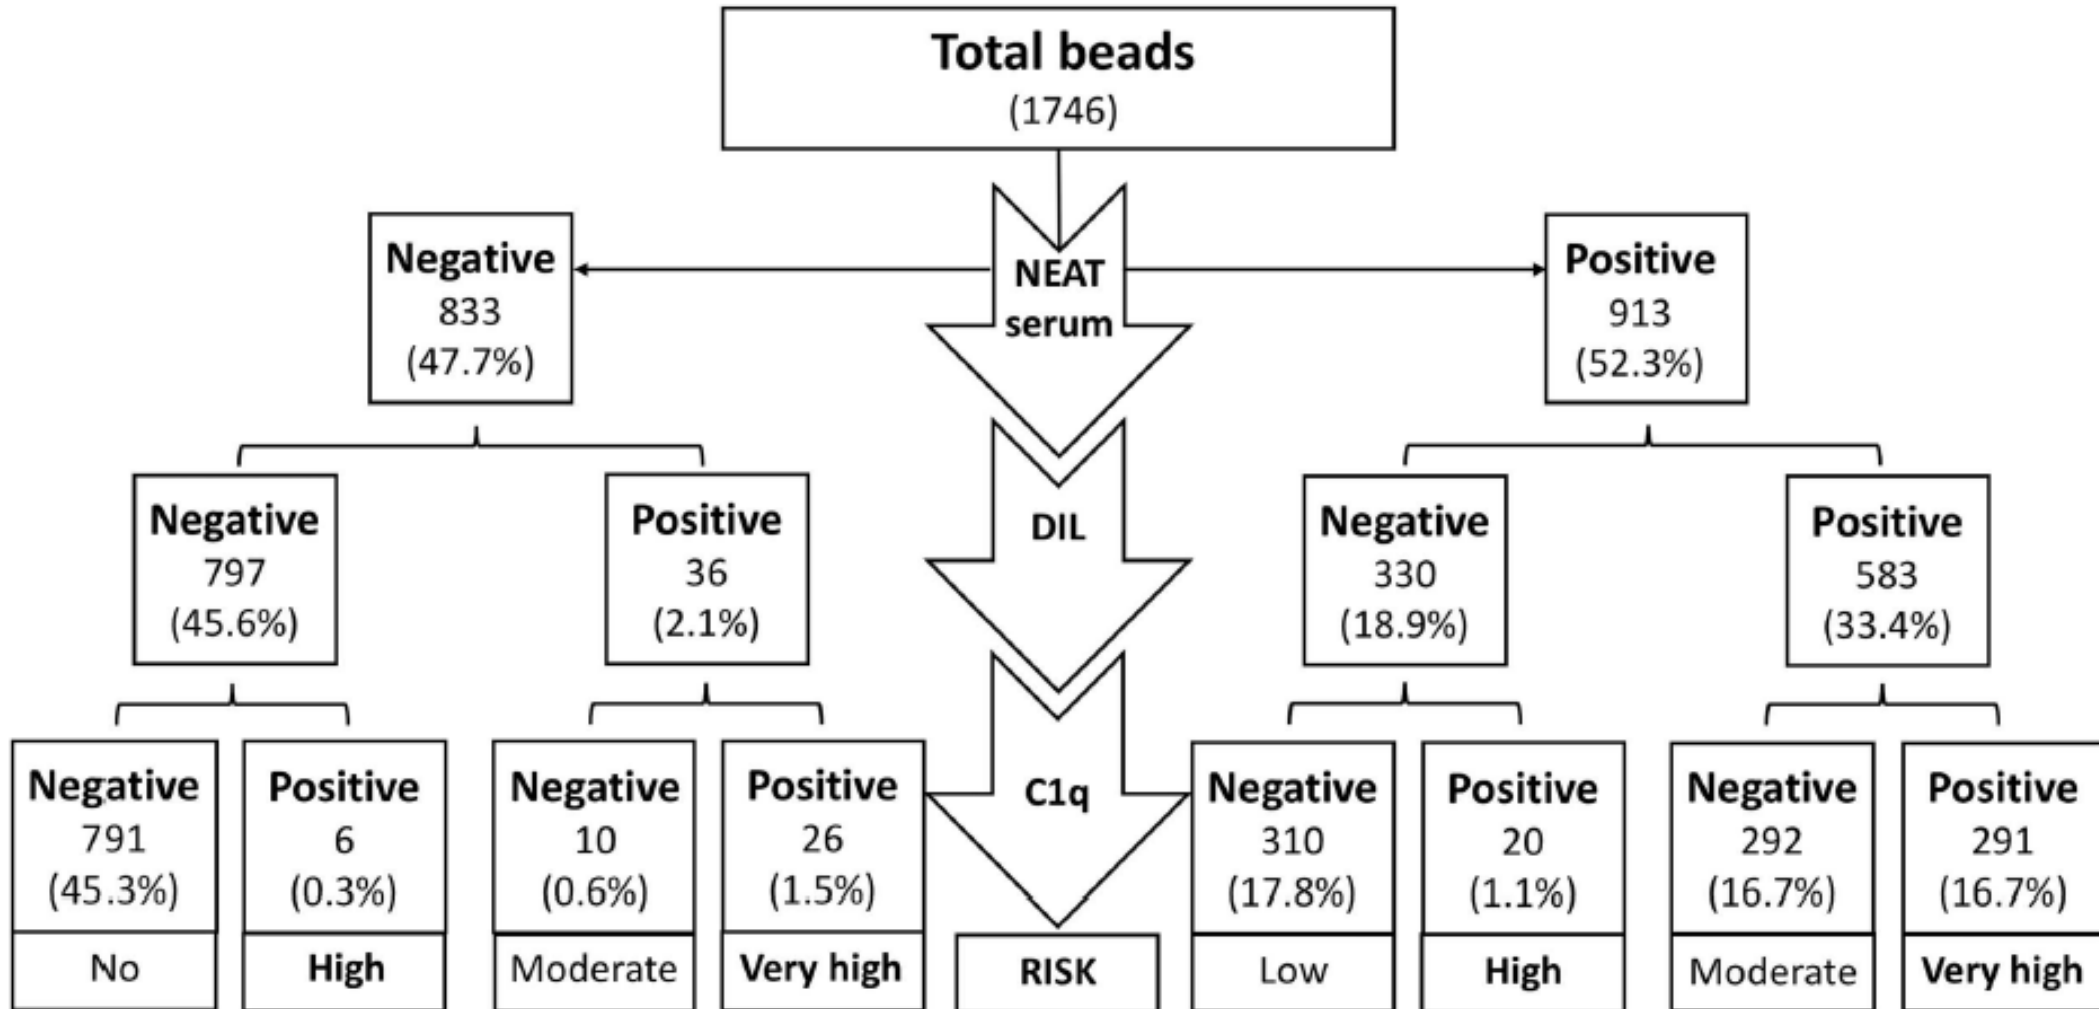 Total beads
(1746)
Negative
833
(47.7%)
NEAT
serum
Positive
913
(52.3%)
Negative
797
(45.6%)
Positive
36
(2.1%)
DIL
Negative
330
(18.9%)
Positive
583
(33.4%)
Negative
791
(45.3%)
No
Positive
6
(0.3%)
High
Negative
10
(0.6%)
Moderate
Positive
26
(1.5%)
Very high
C1q
RISK
Negative
310
(17.8%)
Low
Positive
20
(1.1%)
High
Negative
292
(16.7%)
Moderate
Positive
291
(16.7%)
Very high